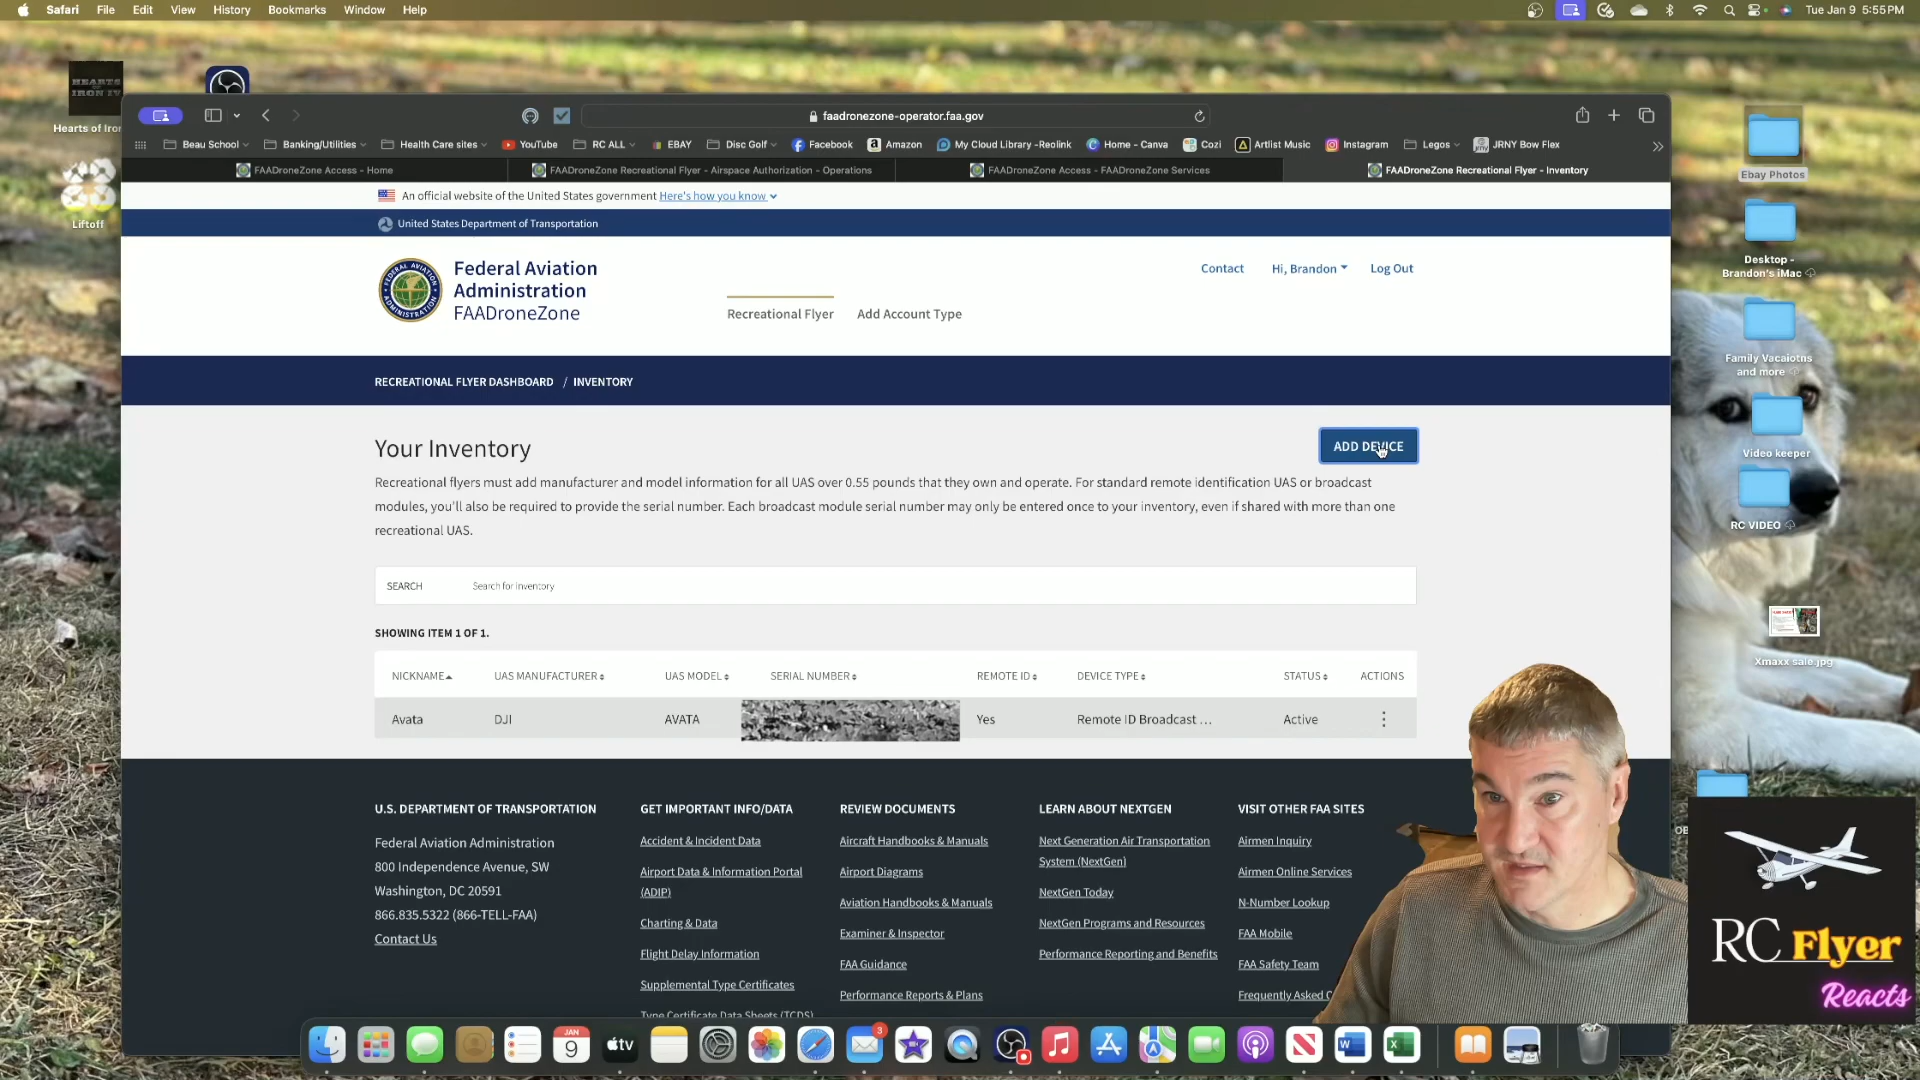 Safari File Edit View History Bookmarks Window Help
Tue Jan 9 5:55 PM
HEARTS OF IRON IV
Hearts of Iron
Liftoff
faadronezone-operator.faa.gov
Beau School Banking/Utilities Health Care sites YouTube RC ALL EBAY Disc Golf Facebook Amazon My Cloud Library -Reolink Home - Canva Cozi Artlist Music Instagram Legos JRNY Bow Flex
FAADroneZone Access - Home
FAADroneZone Recreational Flyer - Airspace Authorization - Operations
FAADroneZone Access - FAADroneZone Services
FAADroneZone Recreational Flyer - Inventory
An official website of the United States government Here's how you know
United States Department of Transportation
Federal Aviation
Administration
FAADroneZone
Recreational Flyer
Add Account Type
Contact
Hi, Brandon
Log Out
RECREATIONAL FLYER DASHBOARD / INVENTORY
Your Inventory
ADD DEVICE
Recreational flyers must add manufacturer and model information for all UAS over 0.55 pounds that they own and operate. For standard remote identification UAS or broadcast
modules, you'll also be required to provide the serial number. Each broadcast module serial number may only be entered once to your inventory, even if shared with more than one
recreational UAS.
SEARCH Search for Inventory
SHOWING ITEM 1 OF 1.
NICKNAME UAS MANUFACTURER UAS MODEL SERIAL NUMBER REMOTE ID DEVICE TYPE STATUS ACTIONS
Avata DJI AVATA Yes Remote ID Broadcast ... Active
U.S. DEPARTMENT OF TRANSPORTATION
Federal Aviation Administration
800 Independence Avenue, SW
Washington, DC 20591
866.835.5322 (866-TELL-FAA)
Contact Us
GET IMPORTANT INFO/DATA
Accident & Incident Data
Airport Data & Information Portal
(ADIP)
Charting & Data
Flight Delay Information
Supplemental Type Certificates
Type Certificate Data Sheets (TCDS)
REVIEW DOCUMENTS
Aircraft Handbooks & Manuals
Airport Diagrams
Aviation Handbooks & Manuals
Examiner & Inspector
FAA Guidance
Performance Reports & Plans
LEARN ABOUT NEXTGEN
Next Generation Air Transportation
System (NextGen)
NextGen Today
NextGen Programs and Resources
Performance Reporting and Benefits
VISIT OTHER FAA SITES
Airmen Inquiry
Airmen Online Services
N-Number Lookup
FAA Mobile
FAA Safety Team
Frequently Asked
Ebay Photos
Desktop -
Brandon's iMac
Family Vacaiotns
and more
Video keeper
RC VIDEO
Xmaxx sale.jpg
RC Flyer
Reacts
JAN
9
tv
3